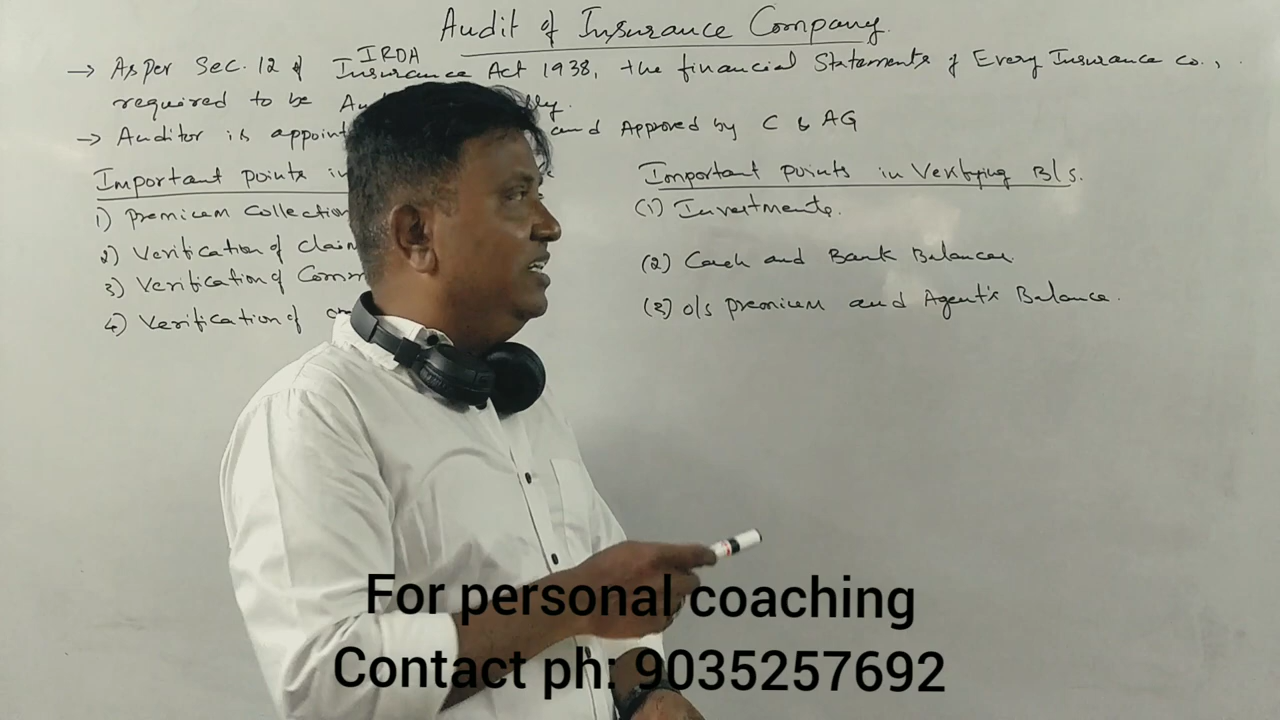 Audit of Insurance Company.
IRDA
→ As per Sec. 12 of Insurance Act 1938, the financial Statements of Every Insurance co.,
required to be
→ Auditor is appoint and Approved by C & AG
Important points in
1) Premium Collection
2) Verification of Claim
3) Verification of Comm
4) Verification of
Important points in Verifying B/s.
(1) Investments.
(2) Cash and Bank Balances.
(3) o/s premium and Agent's Balance.
For personal coaching
Contact ph: 9035257692